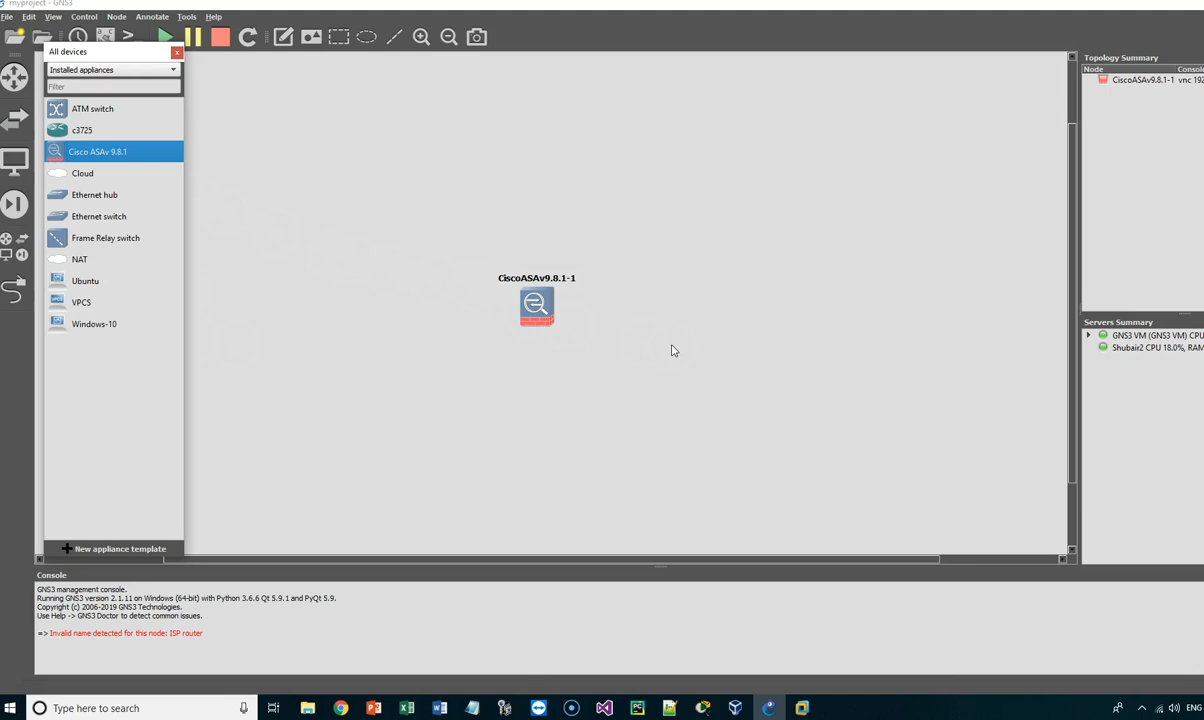 myproject - GNS3
File Edit View Control Node Annotate Tools Help
All devices
x
Installed appliances
Filter
ATM switch
c3725
Cisco ASAv 9.8.1
Cloud
Ethernet hub
Ethernet switch
Frame Relay switch
NAT
Ubuntu
VPCS
Windows-10
New appliance template
CiscoASAv9.8.1-1
Topology Summary
Node Console
CiscoASAv9.8.1-1 vnc 192
Servers Summary
GNS3 VM (GNS3 VM) CPU
Shubair2 CPU 18.0%, RAM
Console
GNS3 management console.
Running GNS3 version 2.1.11 on Windows (64-bit) with Python 3.6.6 Qt 5.9.1 and PyQt 5.9.
Copyright (c) 2006-2019 GNS3 Technologies.
Use Help -> GNS3 Doctor to detect common issues.
=> Invalid name detected for this node: ISP router
Type here to search
ENG